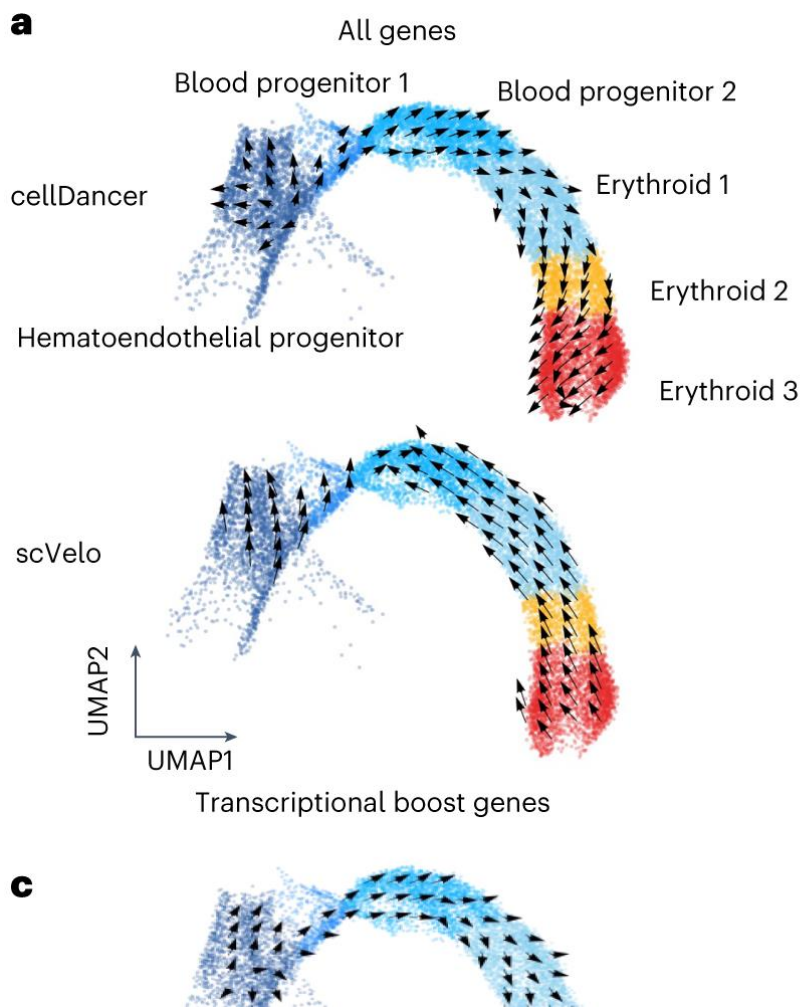 a
All genes
Blood progenitor 1
Blood progenitor 2
cellDancer
Erythroid 1
Erythroid 2
Hematoendothelial progenitor
Erythroid 3
scVelo
UMAP2
UMAP1
Transcriptional boost genes
c